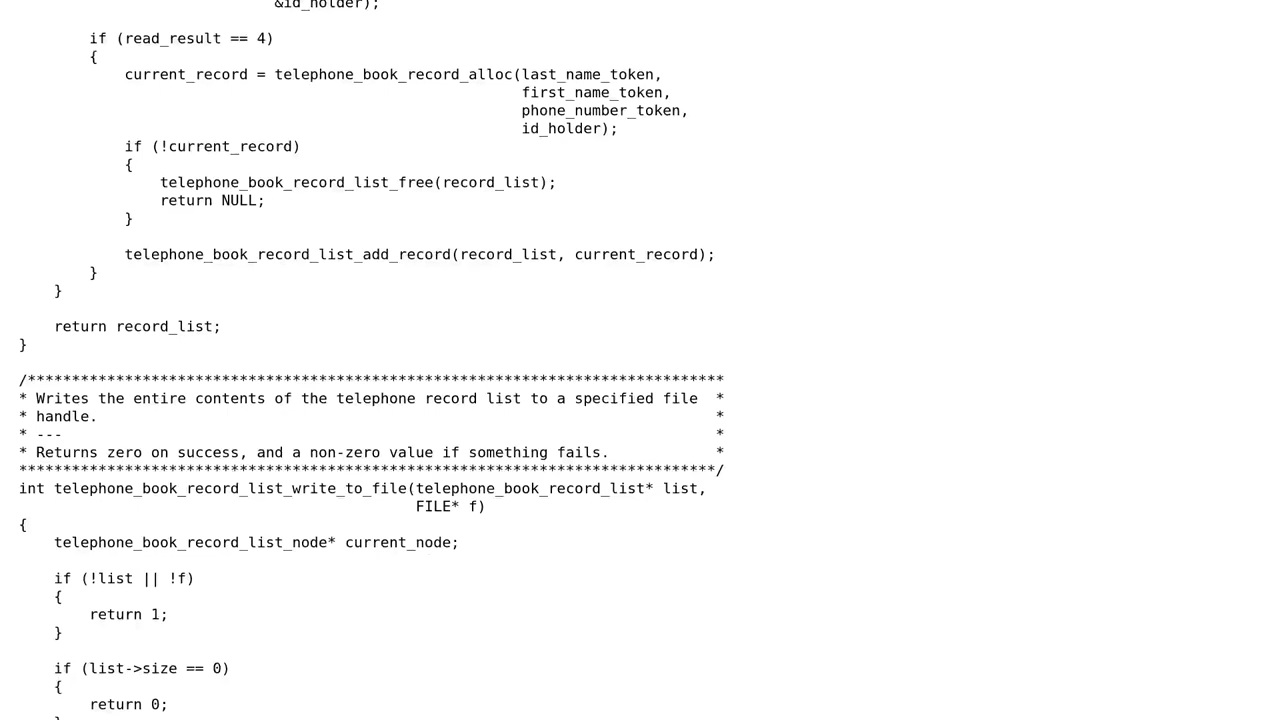 &id_holder);
if (read_result == 4)
{
current_record = telephone_book_record_alloc(last_name_token,
first_name_token,
phone_number_token,
id_holder);
if (!current_record)
{
telephone_book_record_list_free(record_list);
return NULL;
}
telephone_book_record_list_add_record(record_list, current_record);
}
}
return record_list;
}
/*******************************************************************************
* Writes the entire contents of the telephone record list to a specified file *
* handle. *
* --- *
* Returns zero on success, and a non-zero value if something fails. *
*******************************************************************************/
int telephone_book_record_list_write_to_file(telephone_book_record_list* list,
FILE* f)
{
telephone_book_record_list_node* current_node;
if (!list || !f)
{
return 1;
}
if (list->size == 0)
{
return 0;
}